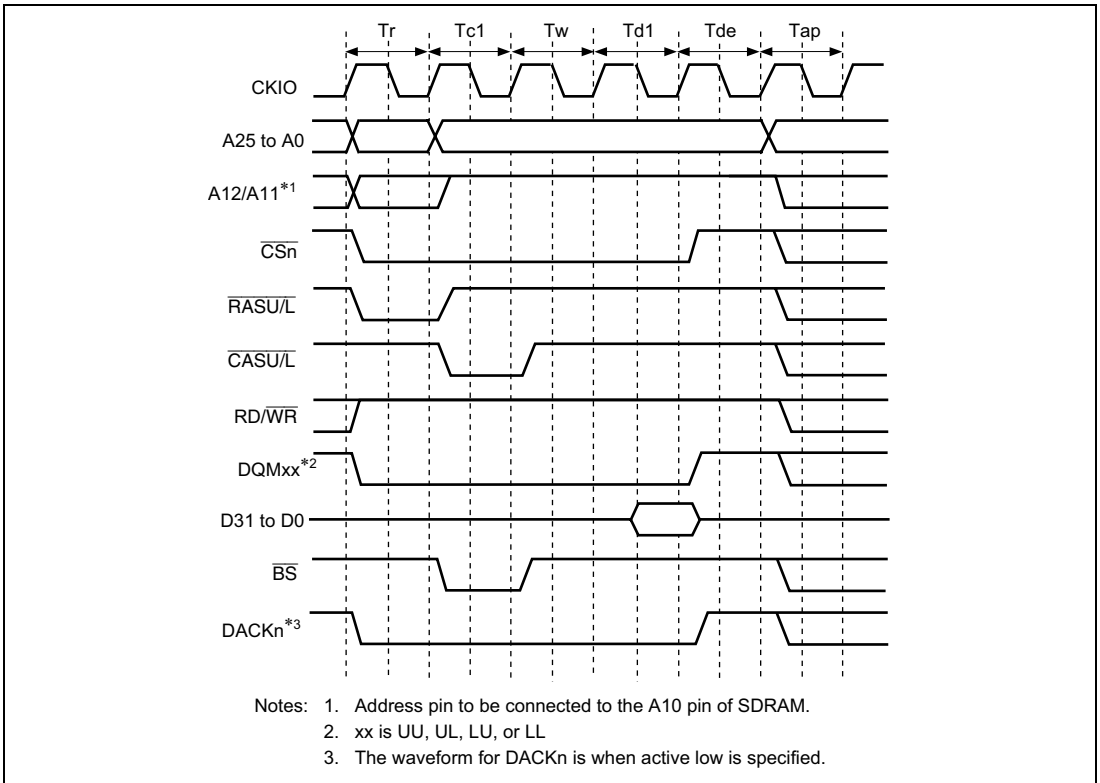 Tr Tc1 Tw Td1 Tde Tap
CKIO
A25 to A0
A12/A11*1
CSn
RASU/L
CASU/L
RD/WR
DQMxx*2
D31 to D0
BS
DACKn*3
Notes: 1. Address pin to be connected to the A10 pin of SDRAM.
2. xx is UU, UL, LU, or LL
3. The waveform for DACKn is when active low is specified.